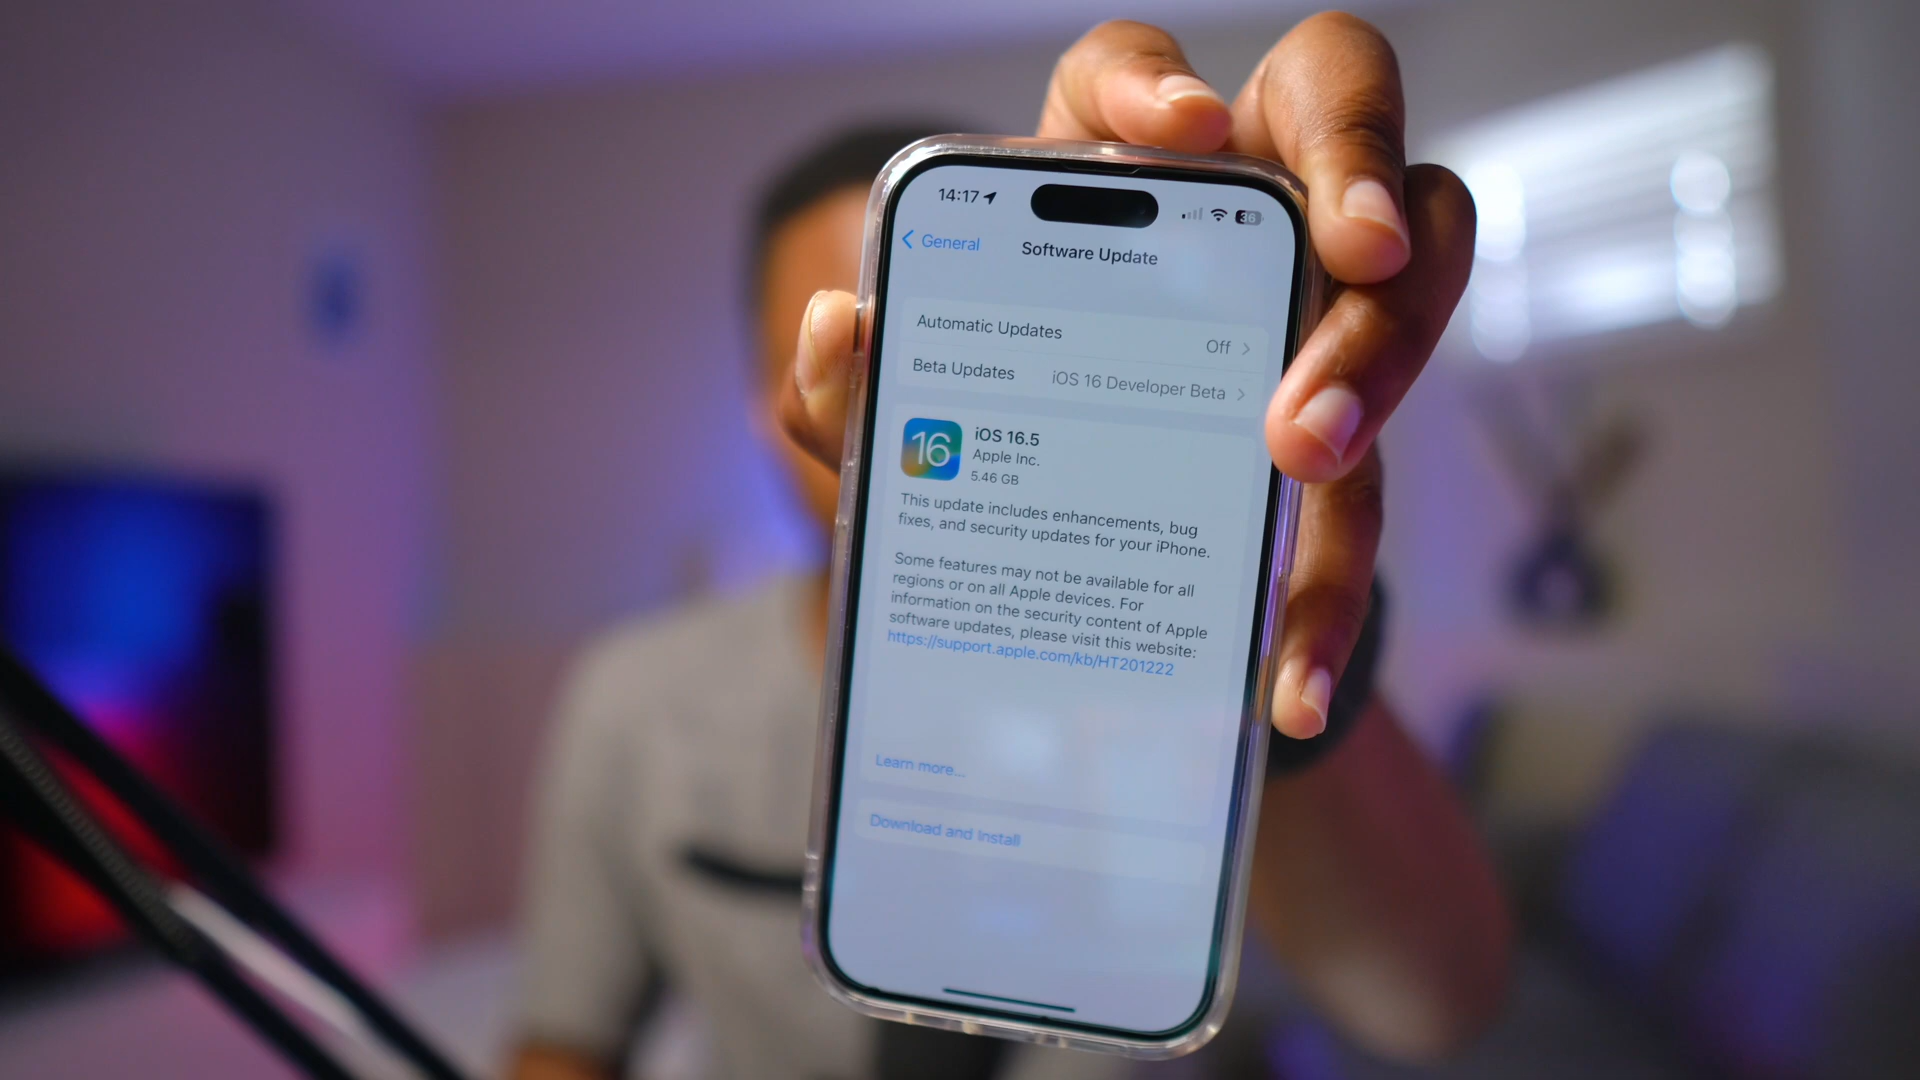 14:17
36
General
Software Update
Automatic Updates
Off
Beta Updates
iOS 16 Developer Beta
16
iOS 16.5
Apple Inc.
5.46 GB
This update includes enhancements, bug
fixes, and security updates for your iPhone.
Some features may not be available for all
regions or on all Apple devices. For
information on the security content of Apple
software updates, please visit this website:
https://support.apple.com/kb/HT201222
Learn more...
Download and Install